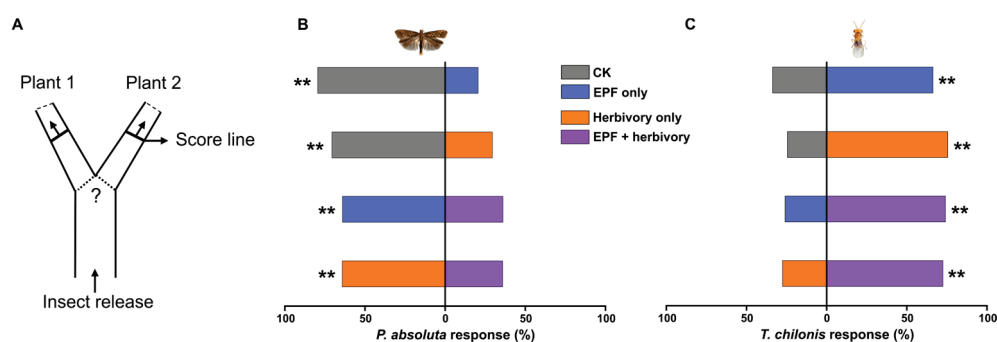 A
Plant 1
Plant 2
Score line
?
Insect release
B
**
**
**
**
100
50
0
50
100
P. absoluta response (%)
CK
EPF only
Herbivory only
EPF + herbivory
C
**
**
**
**
100
50
0
50
100
T. chilonis response (%)